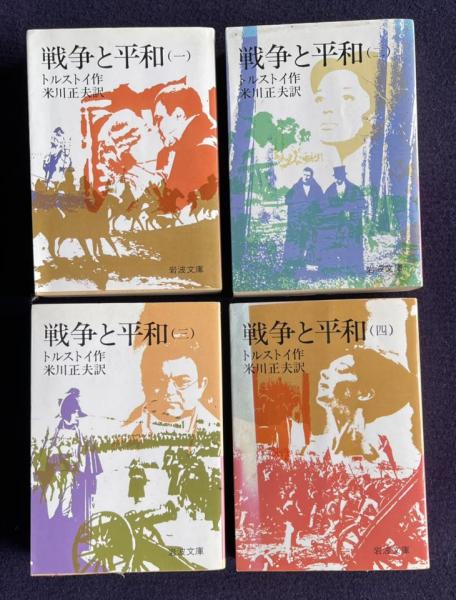 戦争と平和(一)
トルストイ作
米川正夫訳
岩波文庫
戦争と平和(二)
トルストイ作
米川正夫訳
岩波文庫
戦争と平和(三)
トルストイ作
米川正夫訳
岩波文庫
戦争と平和(四)
トルストイ作
米川正夫訳
岩波文庫